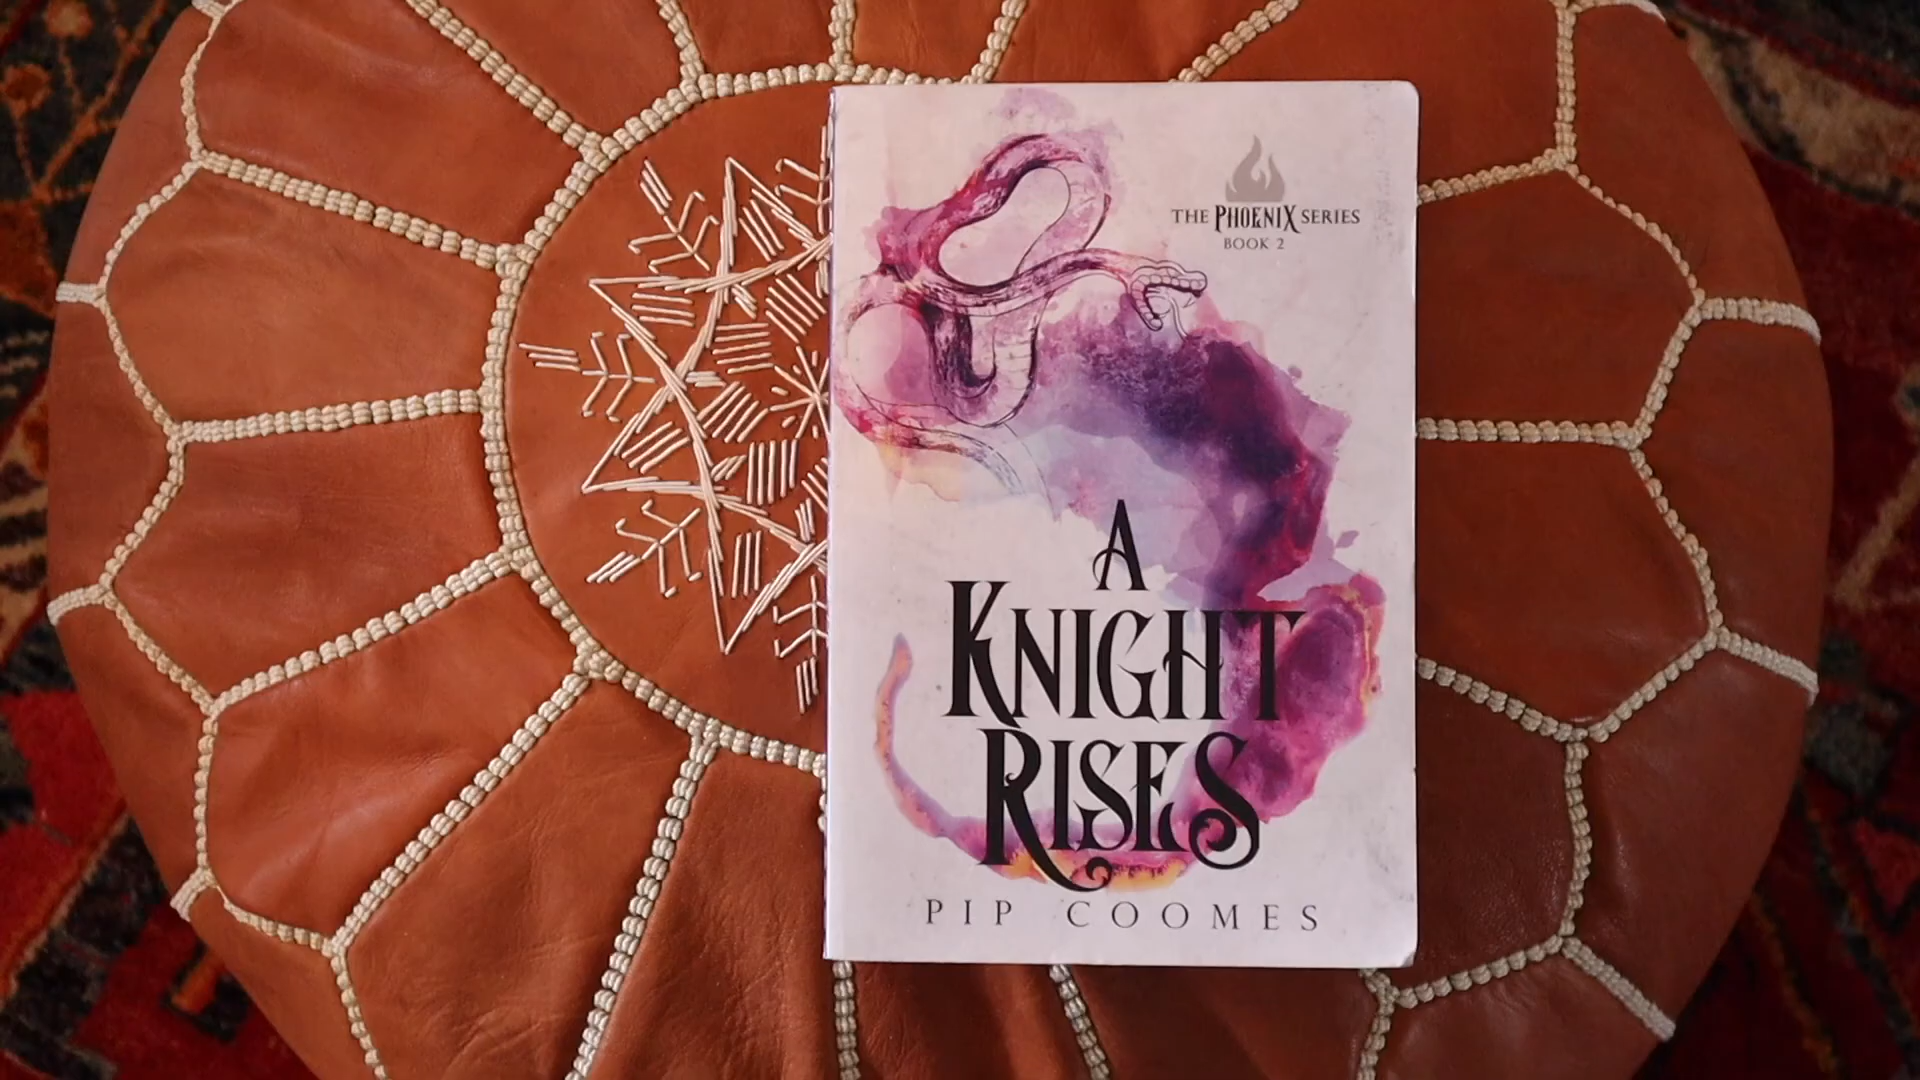 THE PHOENIX SERIES
BOOK 2
A
KNIGHT
RISES
PIP COOMES